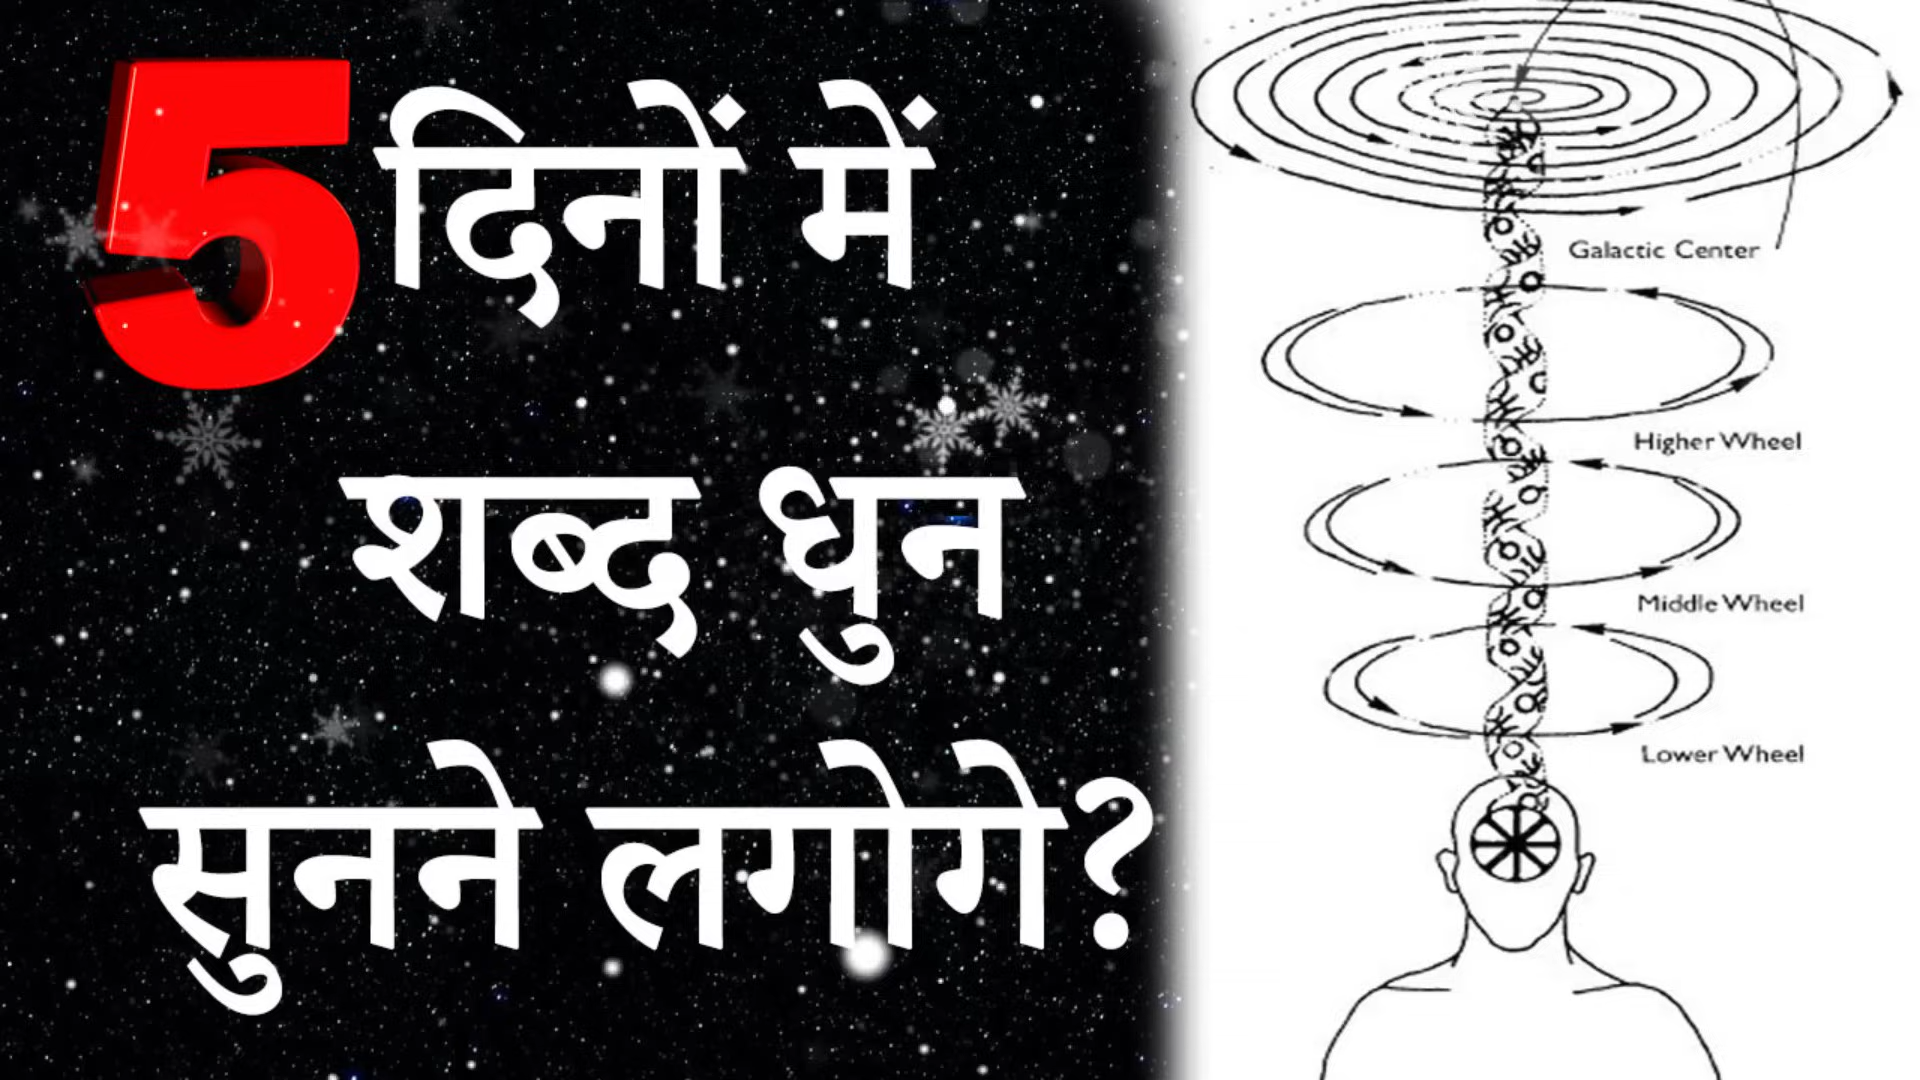 5 दिनों में
शब्द धुन
सुनने लगोगे?
Galactic Center
Higher Wheel
Middle Wheel
Lower Wheel